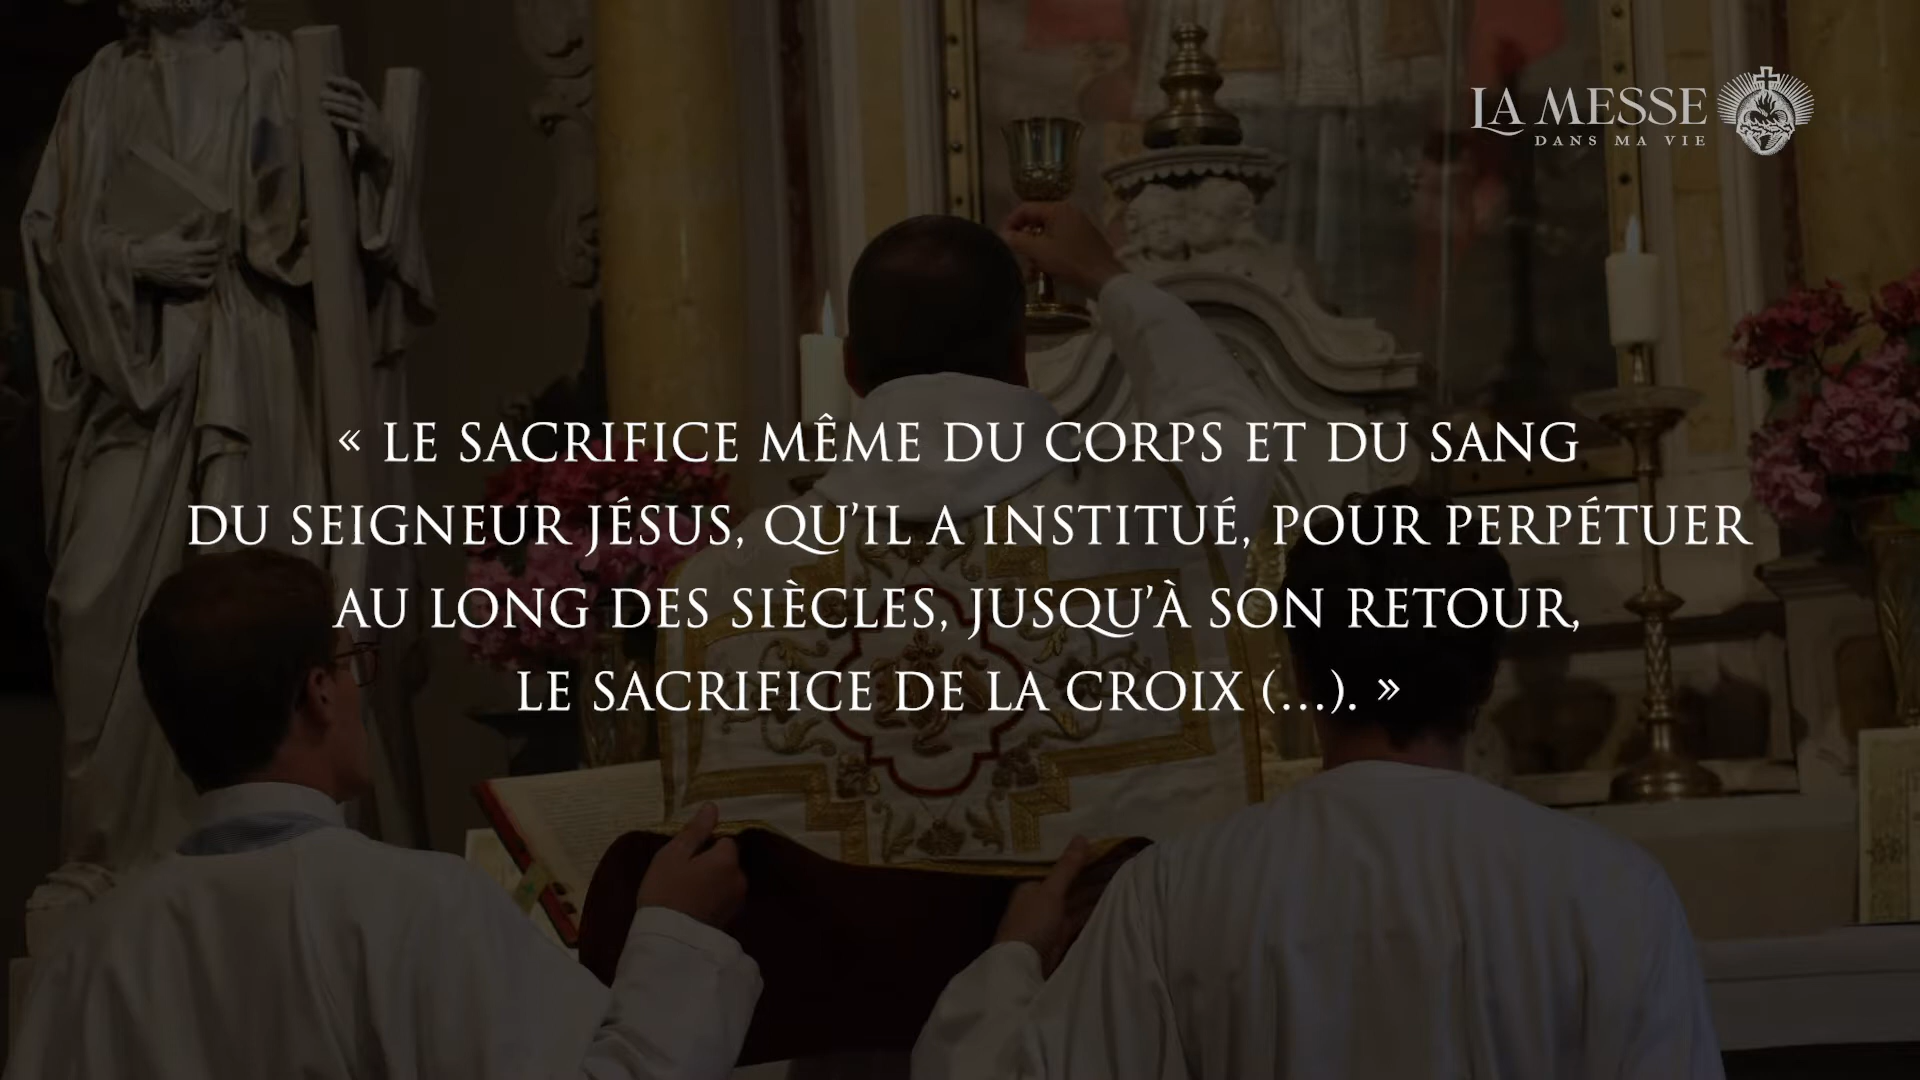 LA MESSE
DANS MA VIE
« LE SACRIFICE MÊME DU CORPS ET DU SANG
DU SEIGNEUR JÉSUS, QU’IL A INSTITUÉ, POUR PERPÉTUER
AU LONG DES SIÈCLES, JUSQU’À SON RETOUR,
LE SACRIFICE DE LA CROIX (…). »